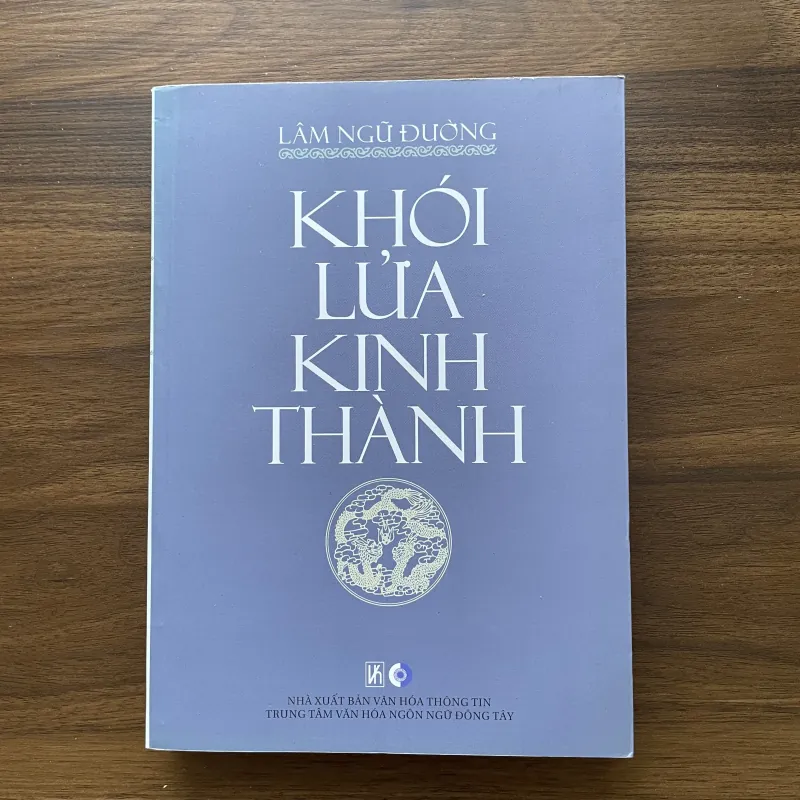 LÂM NGỮ ĐƯỜNG
KHÓI
LỬA
KINH
THÀNH
NHÀ XUẤT BẢN VĂN HÓA THÔNG TIN
TRUNG TÂM VĂN HÓA NGÔN NGỮ ĐÔNG TÂY